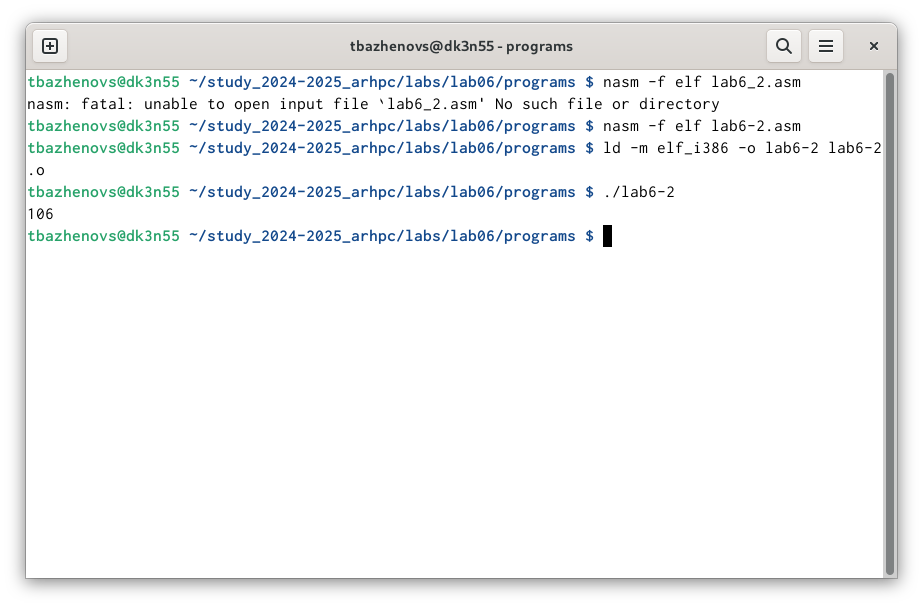 tbazhenovs@dk3n55 - programs
tbazhenovs@dk3n55 ~/study_2024-2025_arhpc/labs/lab06/programs $ nasm -f elf lab6_2.asm
nasm: fatal: unable to open input file `lab6_2.asm' No such file or directory
tbazhenovs@dk3n55 ~/study_2024-2025_arhpc/labs/lab06/programs $ nasm -f elf lab6-2.asm
tbazhenovs@dk3n55 ~/study_2024-2025_arhpc/labs/lab06/programs $ ld -m elf_i386 -o lab6-2 lab6-2
.o
tbazhenovs@dk3n55 ~/study_2024-2025_arhpc/labs/lab06/programs $ ./lab6-2
106
tbazhenovs@dk3n55 ~/study_2024-2025_arhpc/labs/lab06/programs $